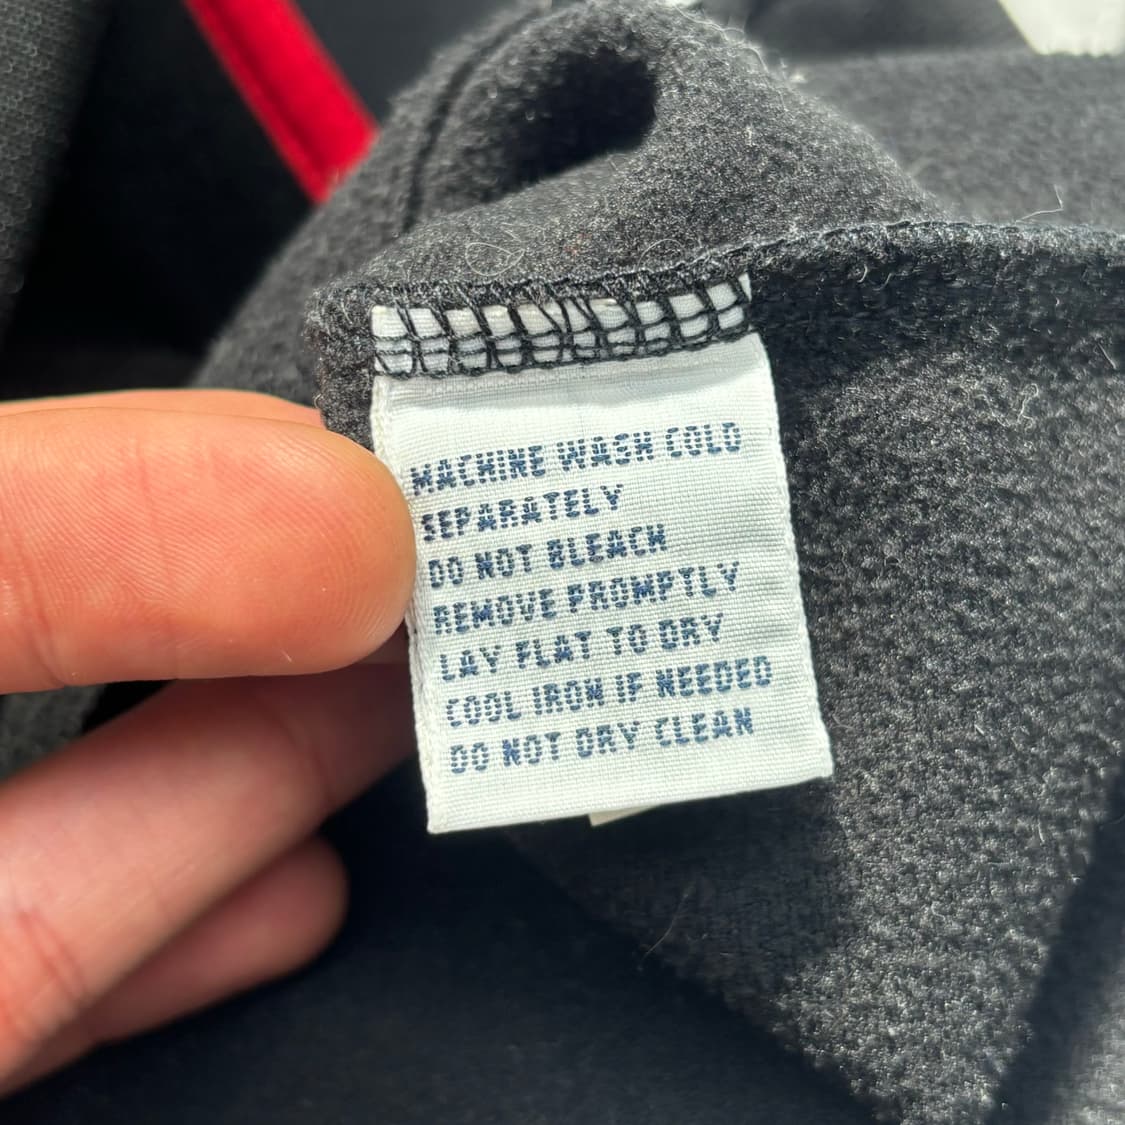 MACHINE WASH COLD
SEPARATELY
DO NOT BLEACH
REMOVE PROMPTLY
LAY FLAT TO DRY
COOL IRON IF NEEDED
DO NOT DRY CLEAN